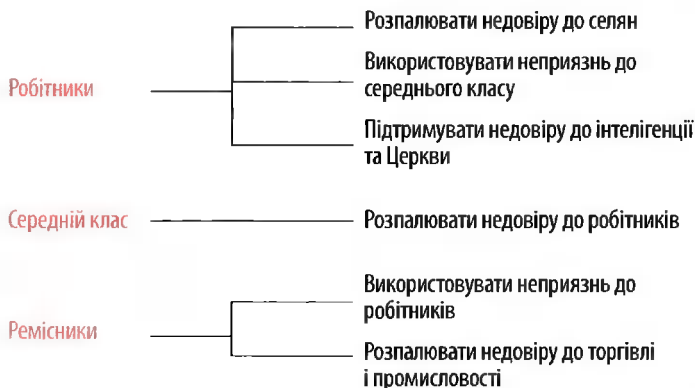 Робітники
Розпалювати недовіру до селян
Використовувати неприязнь до
середнього класу
Підтримувати недовіру до інтелігенції
та Церкви
Середній клас
Розпалювати недовіру до робітників
Ремісники
Використовувати неприязнь до
робітників
Розпалювати недовіру до торгівлі
і промисловості